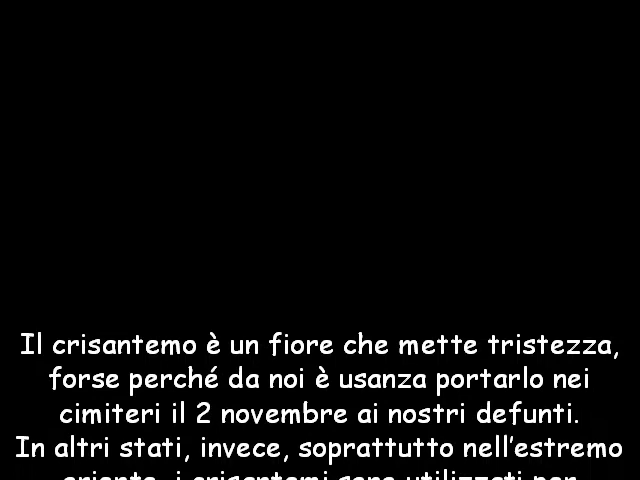 Il crisantemo è un fiore che mette tristezza,
forse perché da noi è usanza portarlo nei
cimiteri il 2 novembre ai nostri defunti.
In altri stati, invece, soprattutto nell'estremo
oriente, i crisantemi sono utilizzati per